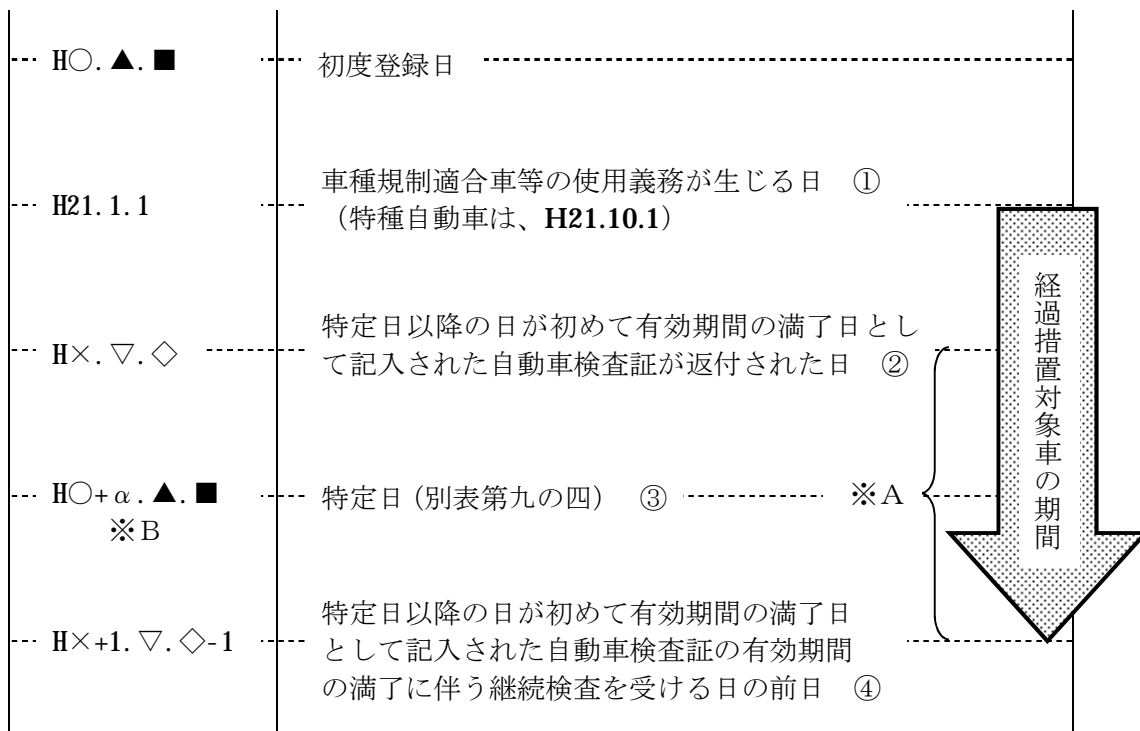 H○.▲.■
初度登録日
H21.1.1
車種規制適合車等の使用義務が生じる日 ①
(特種自動車は、H21.10.1)
H×.▽.◇
特定日以降の日が初めて有効期間の満了日とし
て記入された自動車検査証が返付された日 ②
H○+α.▲.■
※B
特定日(別表第九の四) ③
※A
H×+1.▽.◇-1
特定日以降の日が初めて有効期間の満了日
として記入された自動車検査証の有効期間
の満了に伴う継続検査を受ける日の前日 ④
経過措置対象車の期間